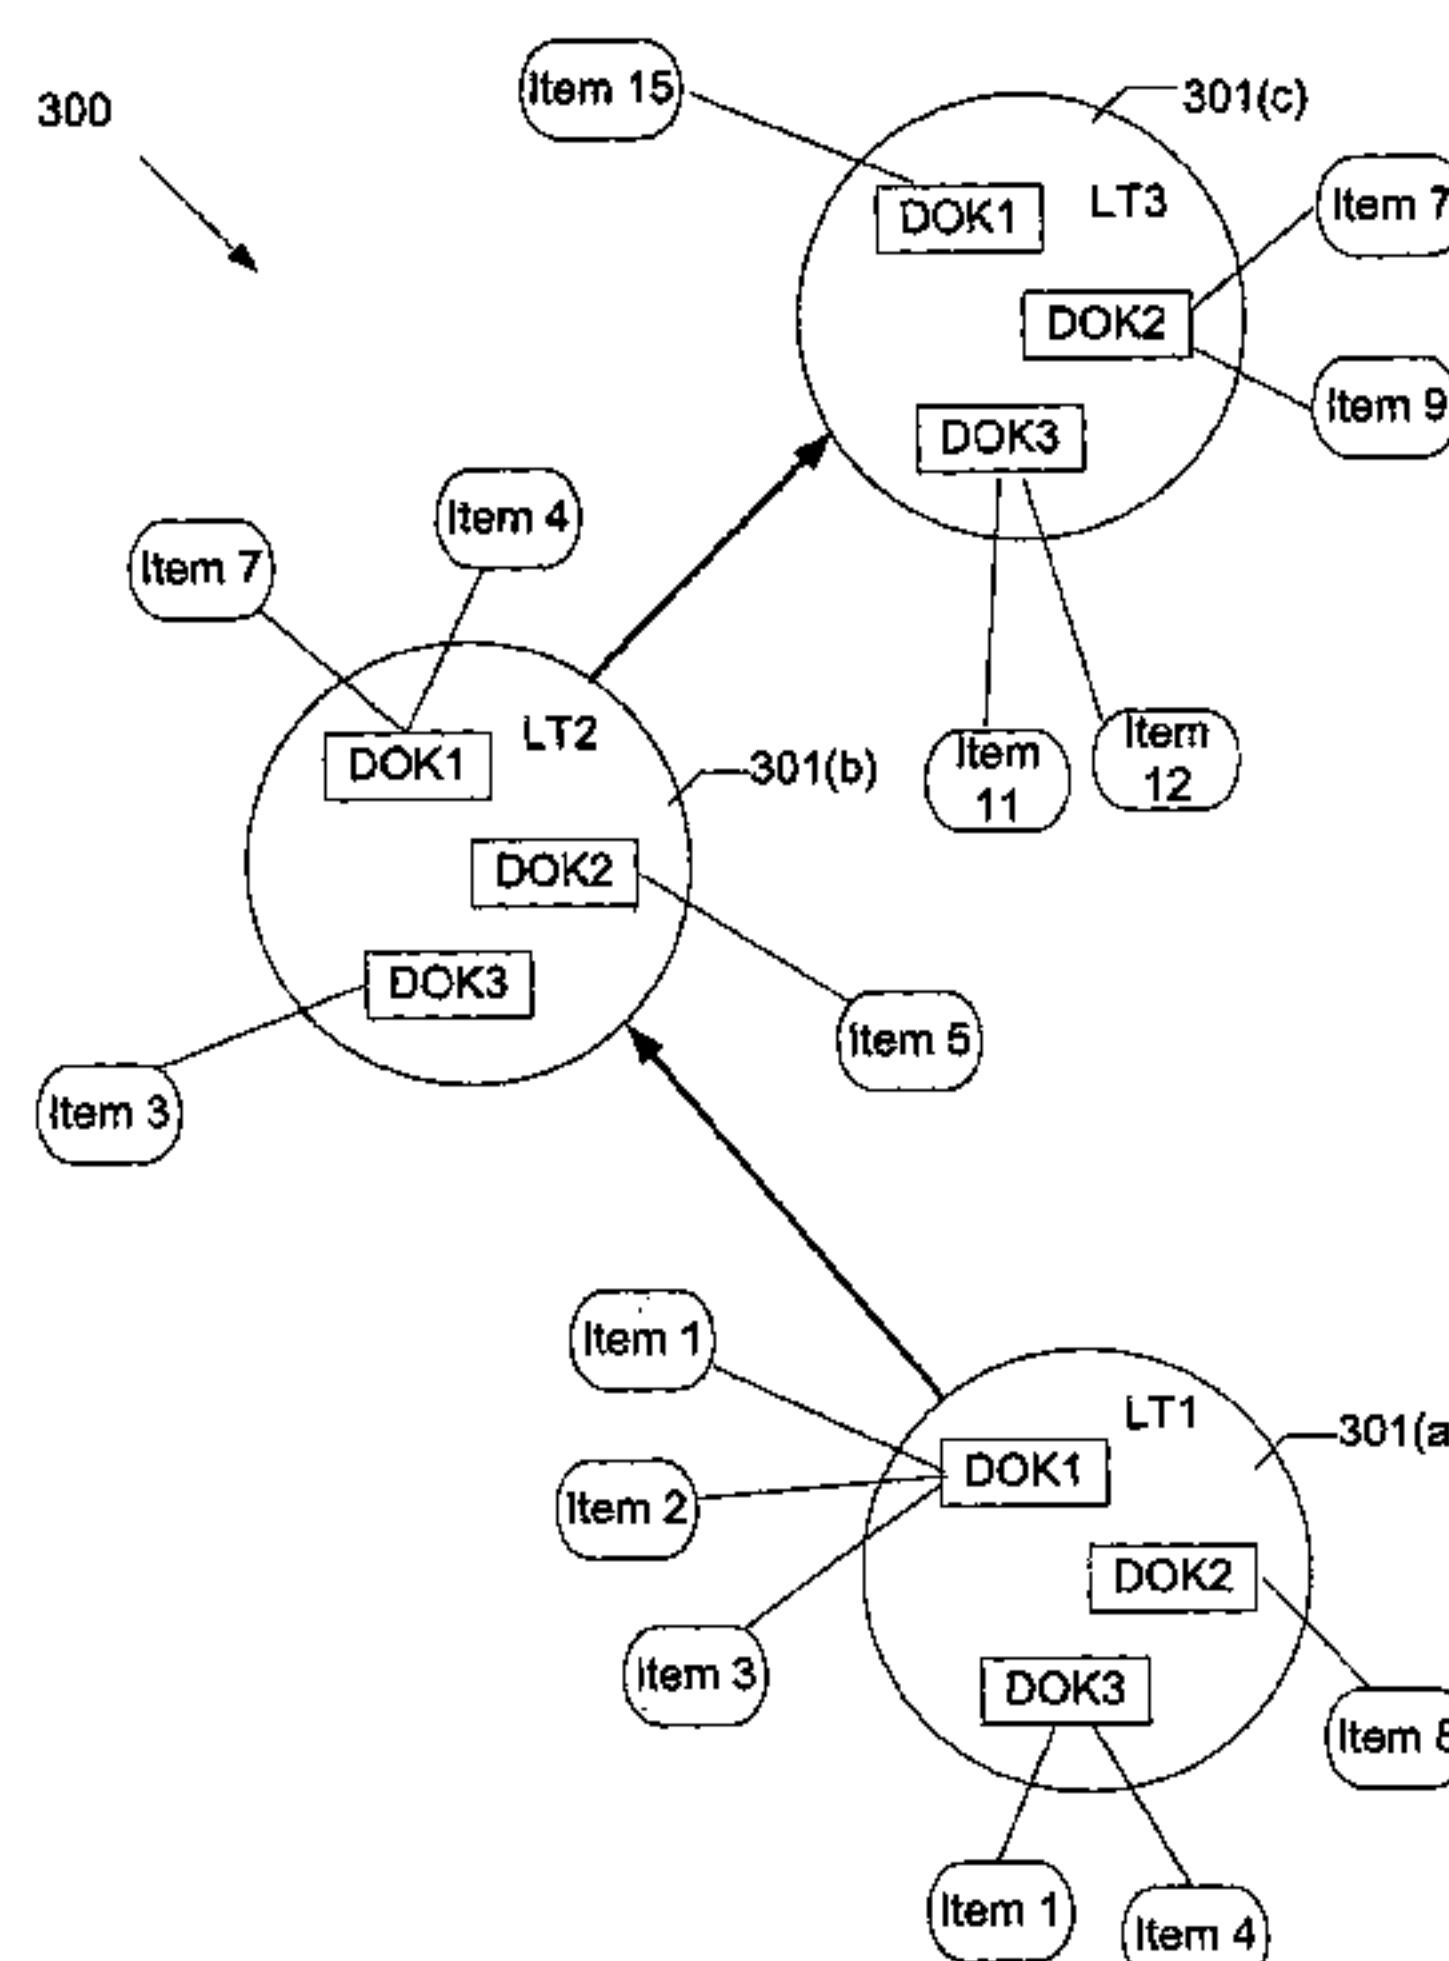 300
Item 15
301(c)
DOK1
LT3
Item 7
DOK2
Item 9
DOK3
Item 4
Item 7
LT2
DOK1
301(b)
Item
11
Item
12
DOK2
DOK3
Item 5
Item 3
Item 1
LT1
301(a
DOK1
Item 2
DOK2
Item 3
DOK3
Item 8
Item 1
Item 4